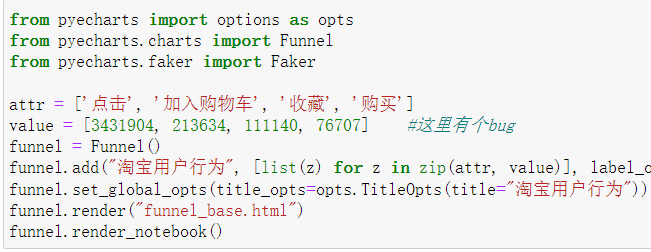 from pyecharts import options as opts
from pyecharts.charts import Funnel
from pyecharts.faker import Faker
attr = ['点击', '加入购物车', '收藏', '购买']
value = [3431904, 213634, 111140, 76707]    #这里有个bug
funnel = Funnel()
funnel.add("淘宝用户行为", [list(z) for z in zip(attr, value)], label_o
funnel.set_global_opts(title_opts=opts.TitleOpts(title="淘宝用户行为"))
funnel.render("funnel_base.html")
funnel.render_notebook()